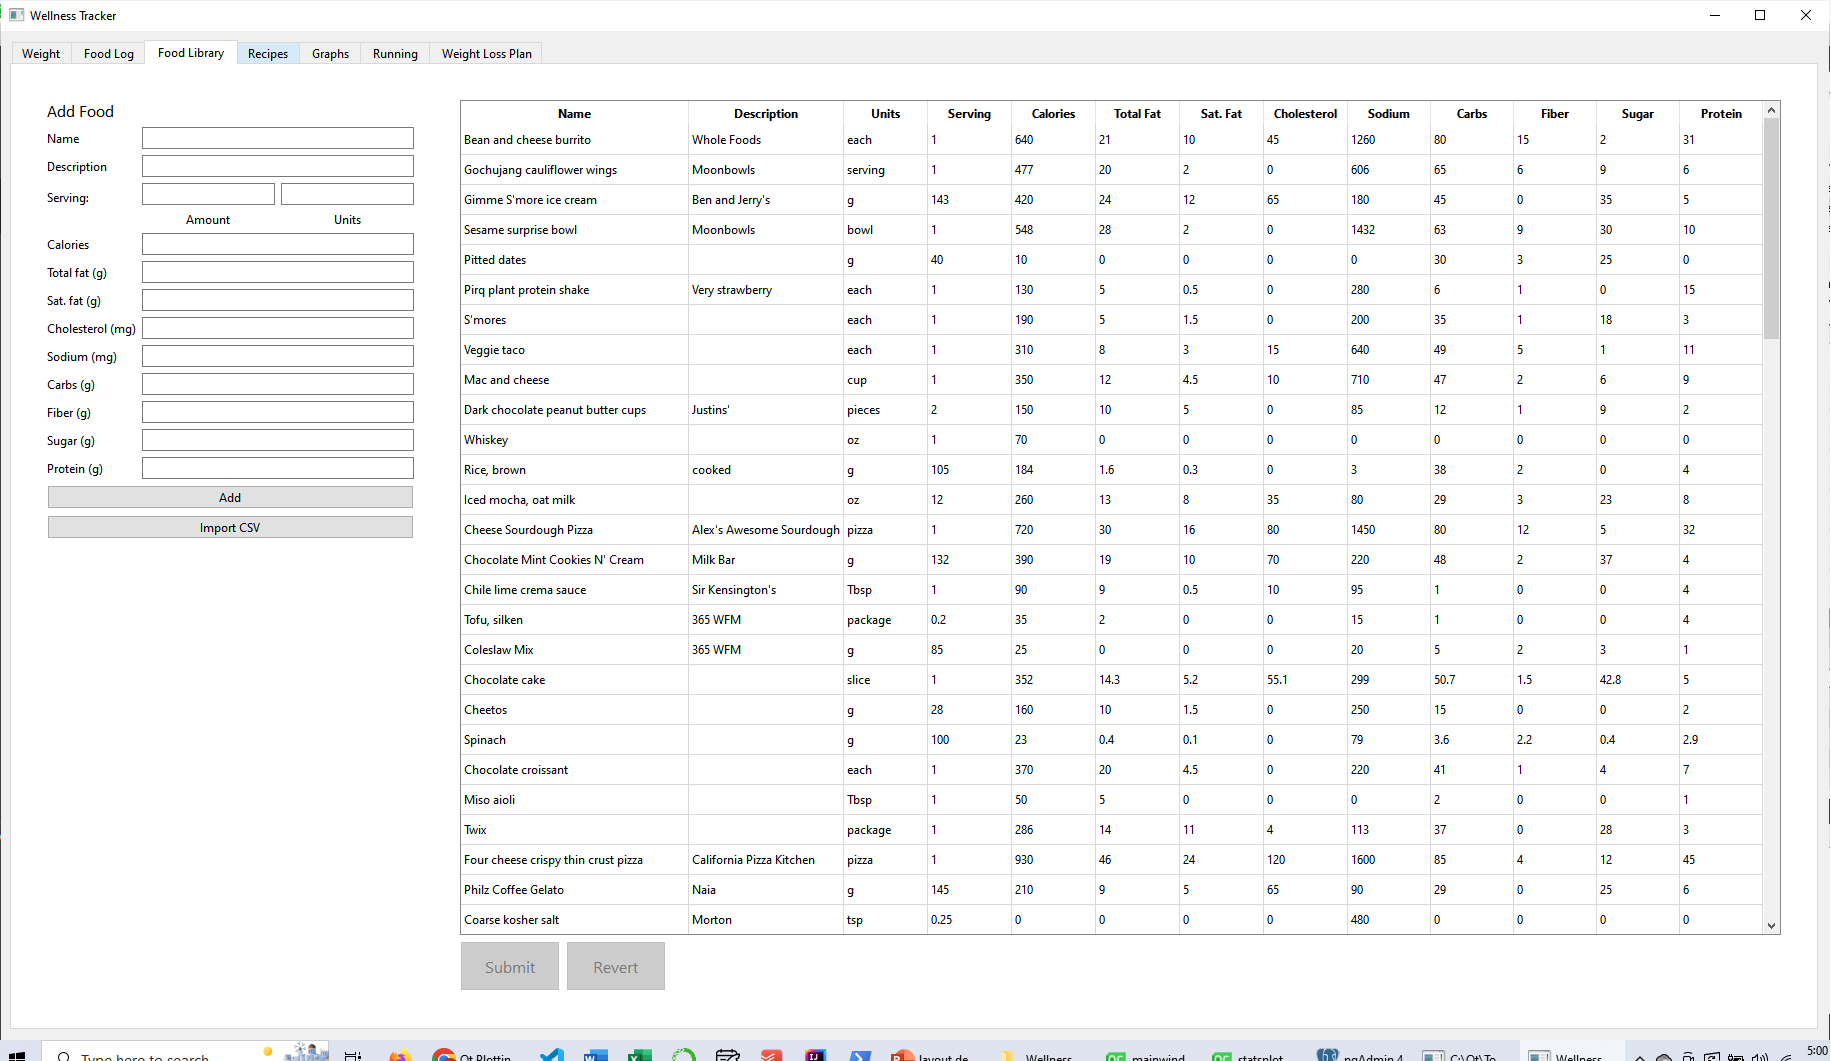 Wellness Tracker
Weight Food Log Food Library Recipes Graphs Running Weight Loss Plan
Add Food
Name
Description
Serving:
Amount Units
Calories
Total fat (g)
Sat. fat (g)
Cholesterol (mg)
Sodium (mg)
Carbs (g)
Fiber (g)
Sugar (g)
Protein (g)
Add
Import CSV
Name Description Units Serving Calories Total Fat Sat. Fat Cholesterol Sodium Carbs Fiber Sugar Protein
Bean and cheese burrito Whole Foods each 1 640 21 10 45 1260 80 15 2 31
Gochujang cauliflower wings Moonbowls serving 1 477 20 2 0 606 65 6 9 6
Gimme S'more ice cream Ben and Jerry's g 143 420 24 12 65 180 45 0 35 5
Sesame surprise bowl Moonbowls bowl 1 548 28 2 0 1432 63 9 30 10
Pitted dates g 40 10 0 0 0 0 30 3 25 0
Pirq plant protein shake Very strawberry each 1 130 5 0.5 0 280 6 1 0 15
S'mores each 1 190 5 1.5 0 200 35 1 18 3
Veggie taco each 1 310 8 3 15 640 49 5 1 11
Mac and cheese cup 1 350 12 4.5 10 710 47 2 6 9
Dark chocolate peanut butter cups Justins' pieces 2 150 10 5 0 85 12 1 9 2
Whiskey oz 1 70 0 0 0 0 0 0 0 0
Rice, brown cooked g 105 184 1.6 0.3 0 3 38 2 0 4
Iced mocha, oat milk oz 12 260 13 8 35 80 29 3 23 8
Cheese Sourdough Pizza Alex's Awesome Sourdough pizza 1 720 30 16 80 1450 80 12 5 32
Chocolate Mint Cookies N' Cream Milk Bar g 132 390 19 10 70 220 48 2 37 4
Chile lime crema sauce Sir Kensington's Tbsp 1 90 9 0.5 10 95 1 0 0 4
Tofu, silken 365 WFM package 0.2 35 2 0 0 15 1 0 0 4
Coleslaw Mix 365 WFM g 85 25 0 0 0 20 5 2 3 1
Chocolate cake slice 1 352 14.3 5.2 55.1 299 50.7 1.5 42.8 5
Cheetos g 28 160 10 1.5 0 250 15 0 0 2
Spinach g 100 23 0.4 0.1 0 79 3.6 2.2 0.4 2.9
Chocolate croissant each 1 370 20 4.5 0 220 41 1 4 7
Miso aioli Tbsp 1 50 5 0 0 0 2 0 0 1
Twix package 1 286 14 11 4 113 37 0 28 3
Four cheese crispy thin crust pizza California Pizza Kitchen pizza 1 930 46 24 120 1600 85 4 12 45
Philz Coffee Gelato Naia g 145 210 9 5 65 90 29 0 25 6
Coarse kosher salt Morton tsp 0.25 0 0 0 0 480 0 0 0 0
Submit Revert
Type here to search Qt Plottin layout de Wellness mainwind statsplot pgAdmin 4 C:\Qt\To Wellness 5:00